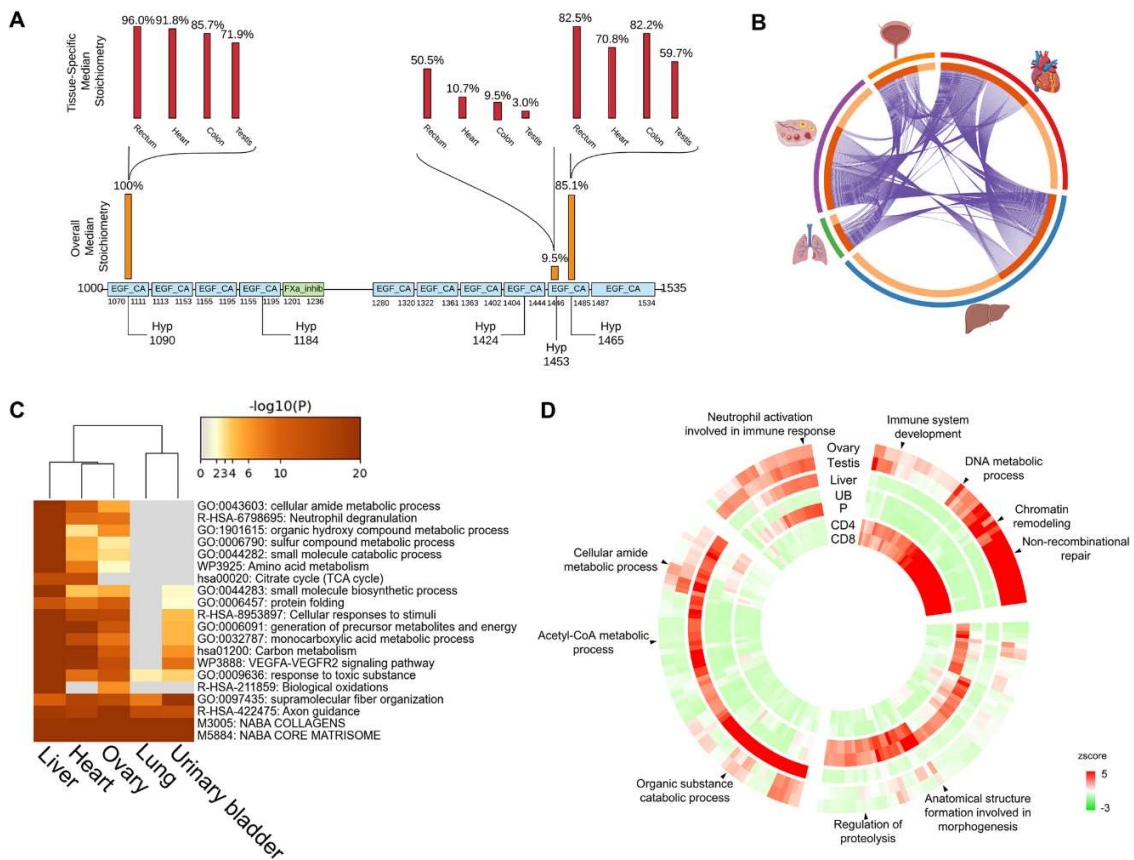 A
Tissue-Specific
Median
Stoichiometry
96.0%
91.8%
85.7%
71.9%
Rectum
Heart
Colon
Testis
50.5%
10.7%
9.5%
3.0%
Rectum
Heart
Colon
Testis
82.5%
70.8%
82.2%
59.7%
Rectum
Heart
Colon
Testis
Overall
Median
Stoichiometry
100%
9.5%
85.1%
1000
EGF_CA
EGF_CA
EGF_CA
EGF_CA
FXa_inhib
EGF_CA
EGF_CA
EGF_CA
EGF_CA
EGF_CA
EGF_CA
1535
1070 1111 1113 1153 1155 1195 1155 1195 1201 1236
1280 1320 1322 1361 1363 1402 1404 1444 1485 1487 1534
Hyp
1090
Hyp
1184
Hyp
1424
Hyp
1453
Hyp
1465
B
C
-log10(P)
0 2 3 4 6 10 20
GO:0043603: cellular amide metabolic process
R-HSA-6798695: Neutrophil degranulation
GO:1901615: organic hydroxy compound metabolic process
GO:0006790: sulfur compound metabolic process
GO:0044282: small molecule catabolic process
WP3925: Amino acid metabolism
hsa00020: Citrate cycle (TCA cycle)
GO:0044283: small molecule biosynthetic process
GO:0006457: protein folding
R-HSA-8953897: Cellular responses to stimuli
GO:0006091: generation of precursor metabolites and energy
GO:0032787: monocarboxylic acid metabolic process
hsa01200: Carbon metabolism
WP3888: VEGFA-VEGFR2 signaling pathway
GO:0009636: response to toxic substance
R-HSA-211859: Biological oxidations
GO:0097435: supramolecular fiber organization
R-HSA-422475: Axon guidance
M3005: NABA COLLAGENS
M5884: NABA CORE MATRISOME
Liver
Heart
Ovary
Lung
Urinary bladder
D
Neutrophil activation
involved in immune response
Immune system
development
DNA metabolic
process
Chromatin
remodeling
Non-recombinational
repair
Ovary
Testis
Liver
UB
P
CD4
CD8
Cellular amide
metabolic process
Acetyl-CoA metabolic
process
Organic substance
catabolic process
Regulation of
proteolysis
Anatomical structure
formation involved in
morphogenesis
zscore
5
-3